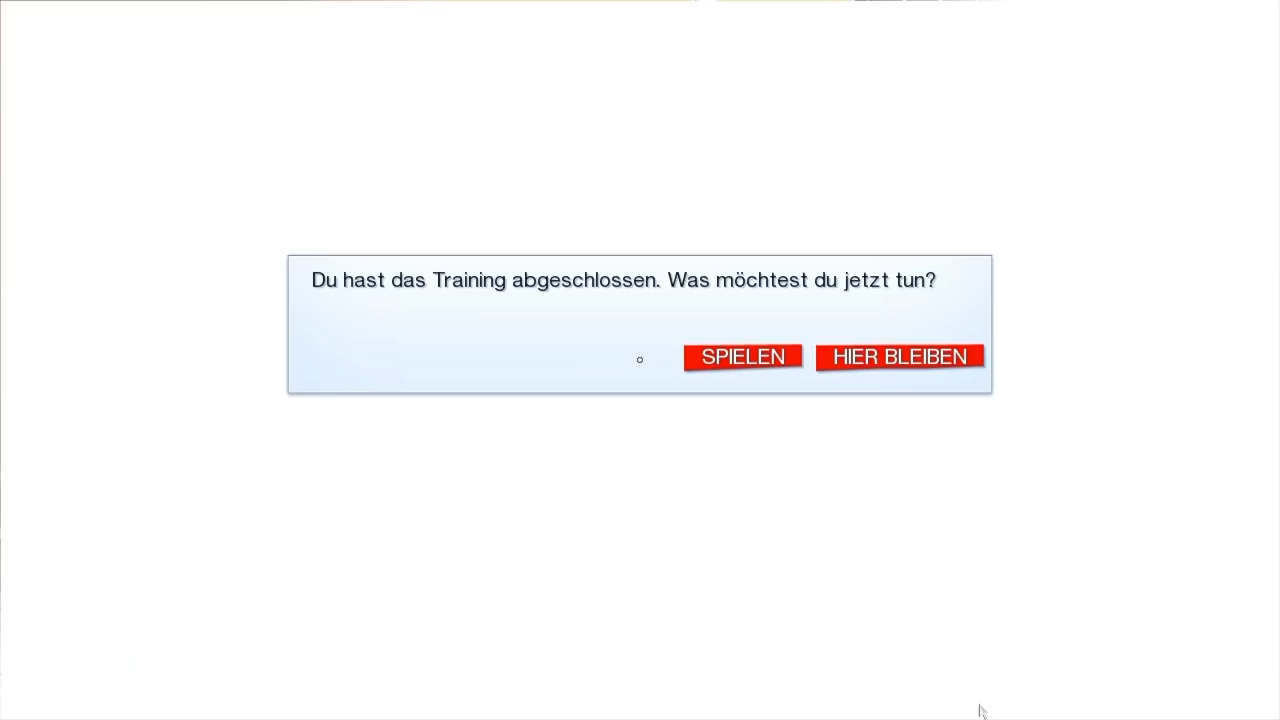 Du hast das Training abgeschlossen. Was möchtest du jetzt tun?
SPIELEN HIER BLEIBEN